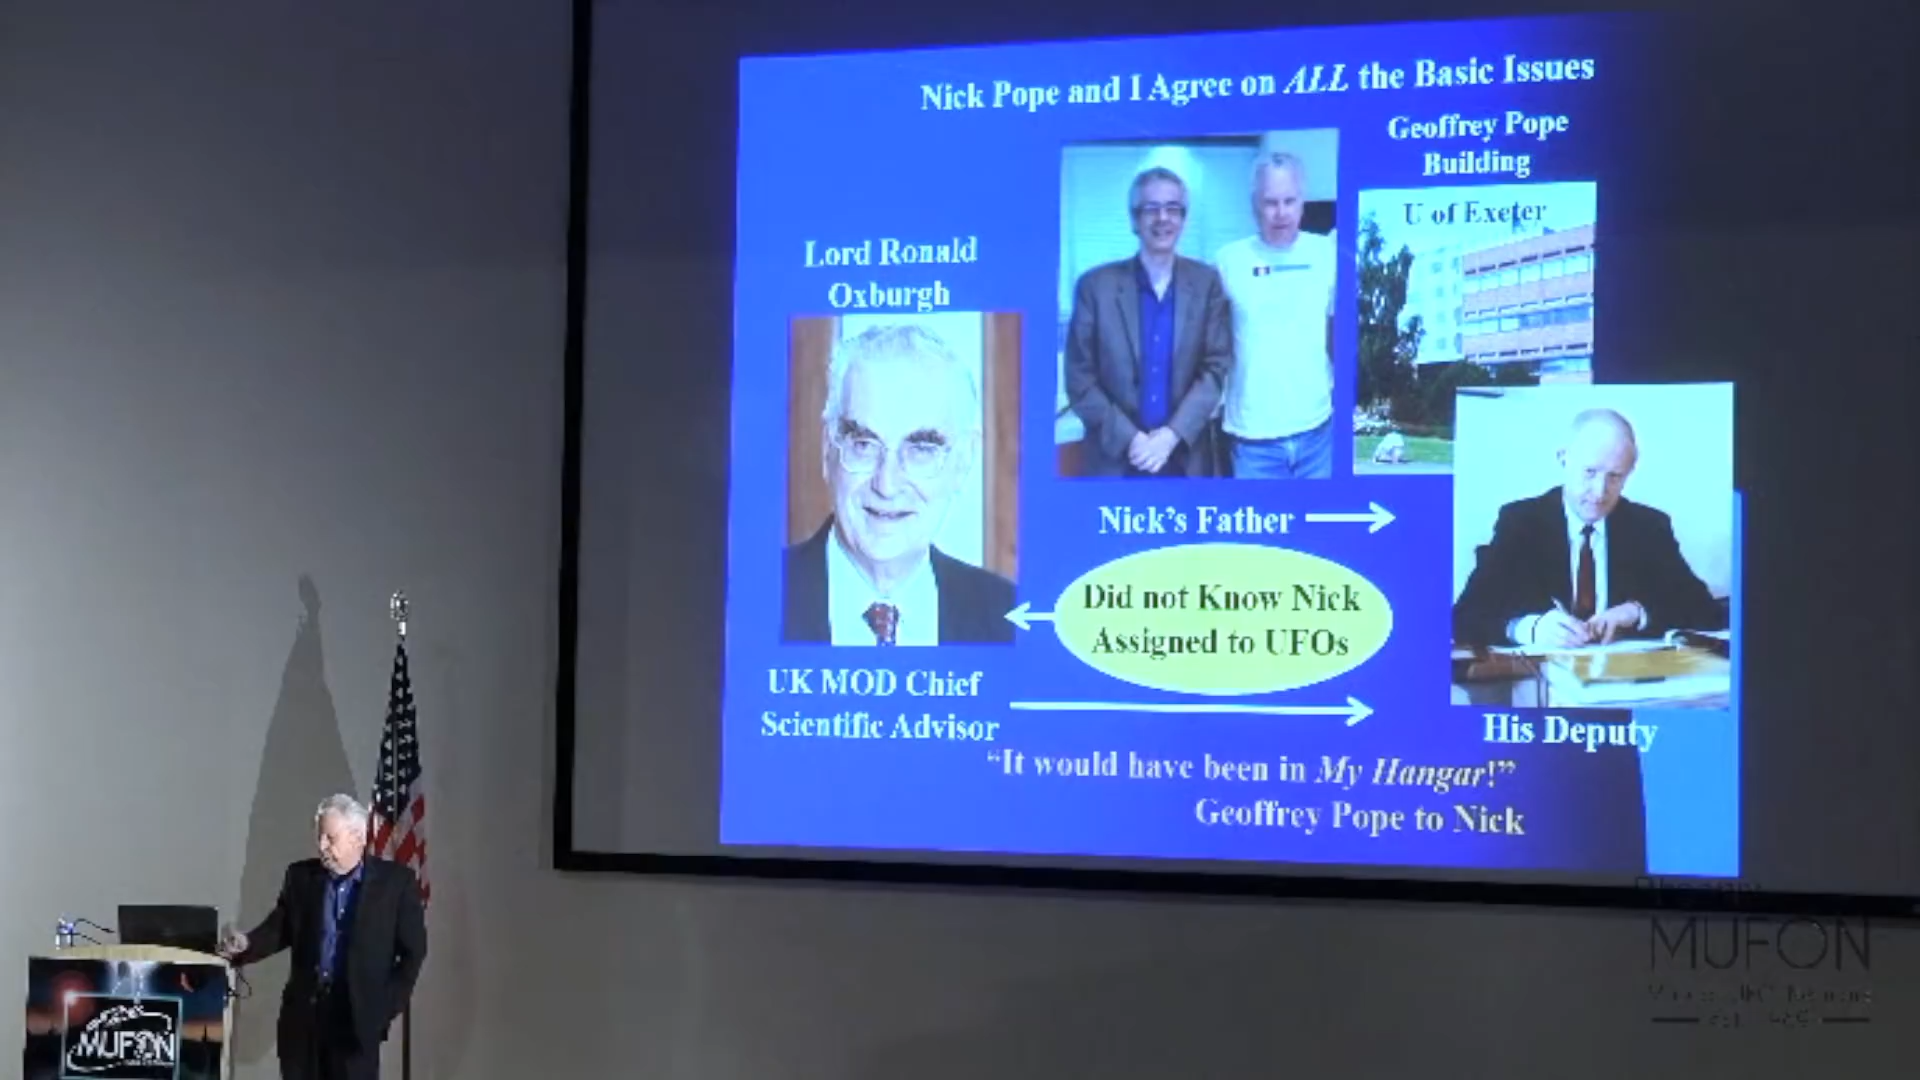 Nick Pope and I Agree on ALL the Basic Issues
Geoffrey Pope
Building
U of Exeter
Lord Ronald
Oxburgh
Nick's Father
Did not Know Nick
Assigned to UFOs
UK MOD Chief
Scientific Advisor
His Deputy
"It would have been in My Hangar!"
Geoffrey Pope to Nick
MUFON
MUFON